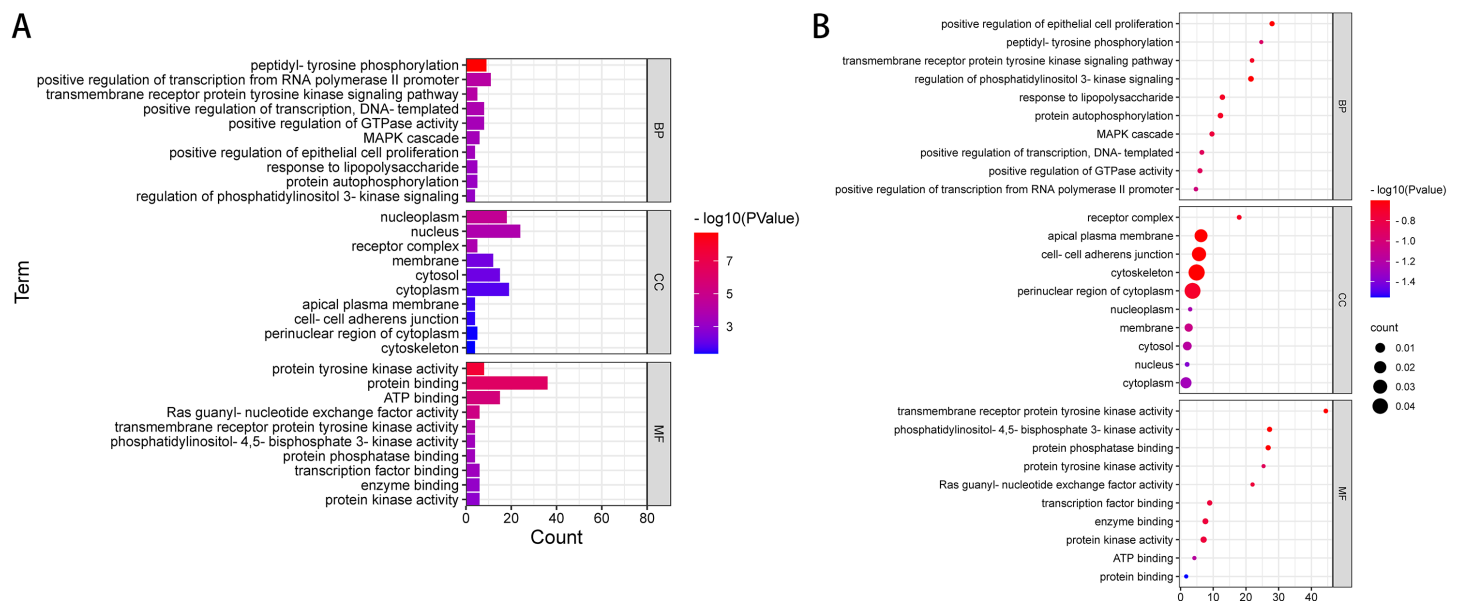 A
Term
peptidyl- tyrosine phosphorylation
positive regulation of transcription from RNA polymerase II promoter
transmembrane receptor protein tyrosine kinase signaling pathway
positive regulation of transcription, DNA- templated
positive regulation of GTPase activity
MAPK cascade
positive regulation of epithelial cell proliferation
response to lipopolysaccharide
protein autophosphorylation
regulation of phosphatidylinositol 3- kinase signaling
BP
nucleoplasm
nucleus
receptor complex
membrane
cytosol
cytoplasm
apical plasma membrane
cell- cell adherens junction
perinuclear region of cytoplasm
cytoskeleton
CC
protein tyrosine kinase activity
protein binding
ATP binding
Ras guanyl- nucleotide exchange factor activity
transmembrane receptor protein tyrosine kinase activity
phosphatidylinositol- 4,5- bisphosphate 3- kinase activity
protein phosphatase binding
transcription factor binding
enzyme binding
protein kinase activity
MF
0 20 40 60 80
Count
- log10(PValue)
7
5
3
B
positive regulation of epithelial cell proliferation
peptidyl- tyrosine phosphorylation
transmembrane receptor protein tyrosine kinase signaling pathway
regulation of phosphatidylinositol 3- kinase signaling
response to lipopolysaccharide
protein autophosphorylation
MAPK cascade
positive regulation of transcription, DNA- templated
positive regulation of GTPase activity
positive regulation of transcription from RNA polymerase II promoter
BP
receptor complex
apical plasma membrane
cell- cell adherens junction
cytoskeleton
perinuclear region of cytoplasm
nucleoplasm
membrane
cytosol
nucleus
cytoplasm
CC
transmembrane receptor protein tyrosine kinase activity
phosphatidylinositol- 4,5- bisphosphate 3- kinase activity
protein phosphatase binding
protein tyrosine kinase activity
Ras guanyl- nucleotide exchange factor activity
transcription factor binding
enzyme binding
protein kinase activity
ATP binding
protein binding
MF
0 10 20 30 40
- log10(Pvalue)
- 0.8
- 1.0
- 1.2
- 1.4
count
0.01
0.02
0.03
0.04